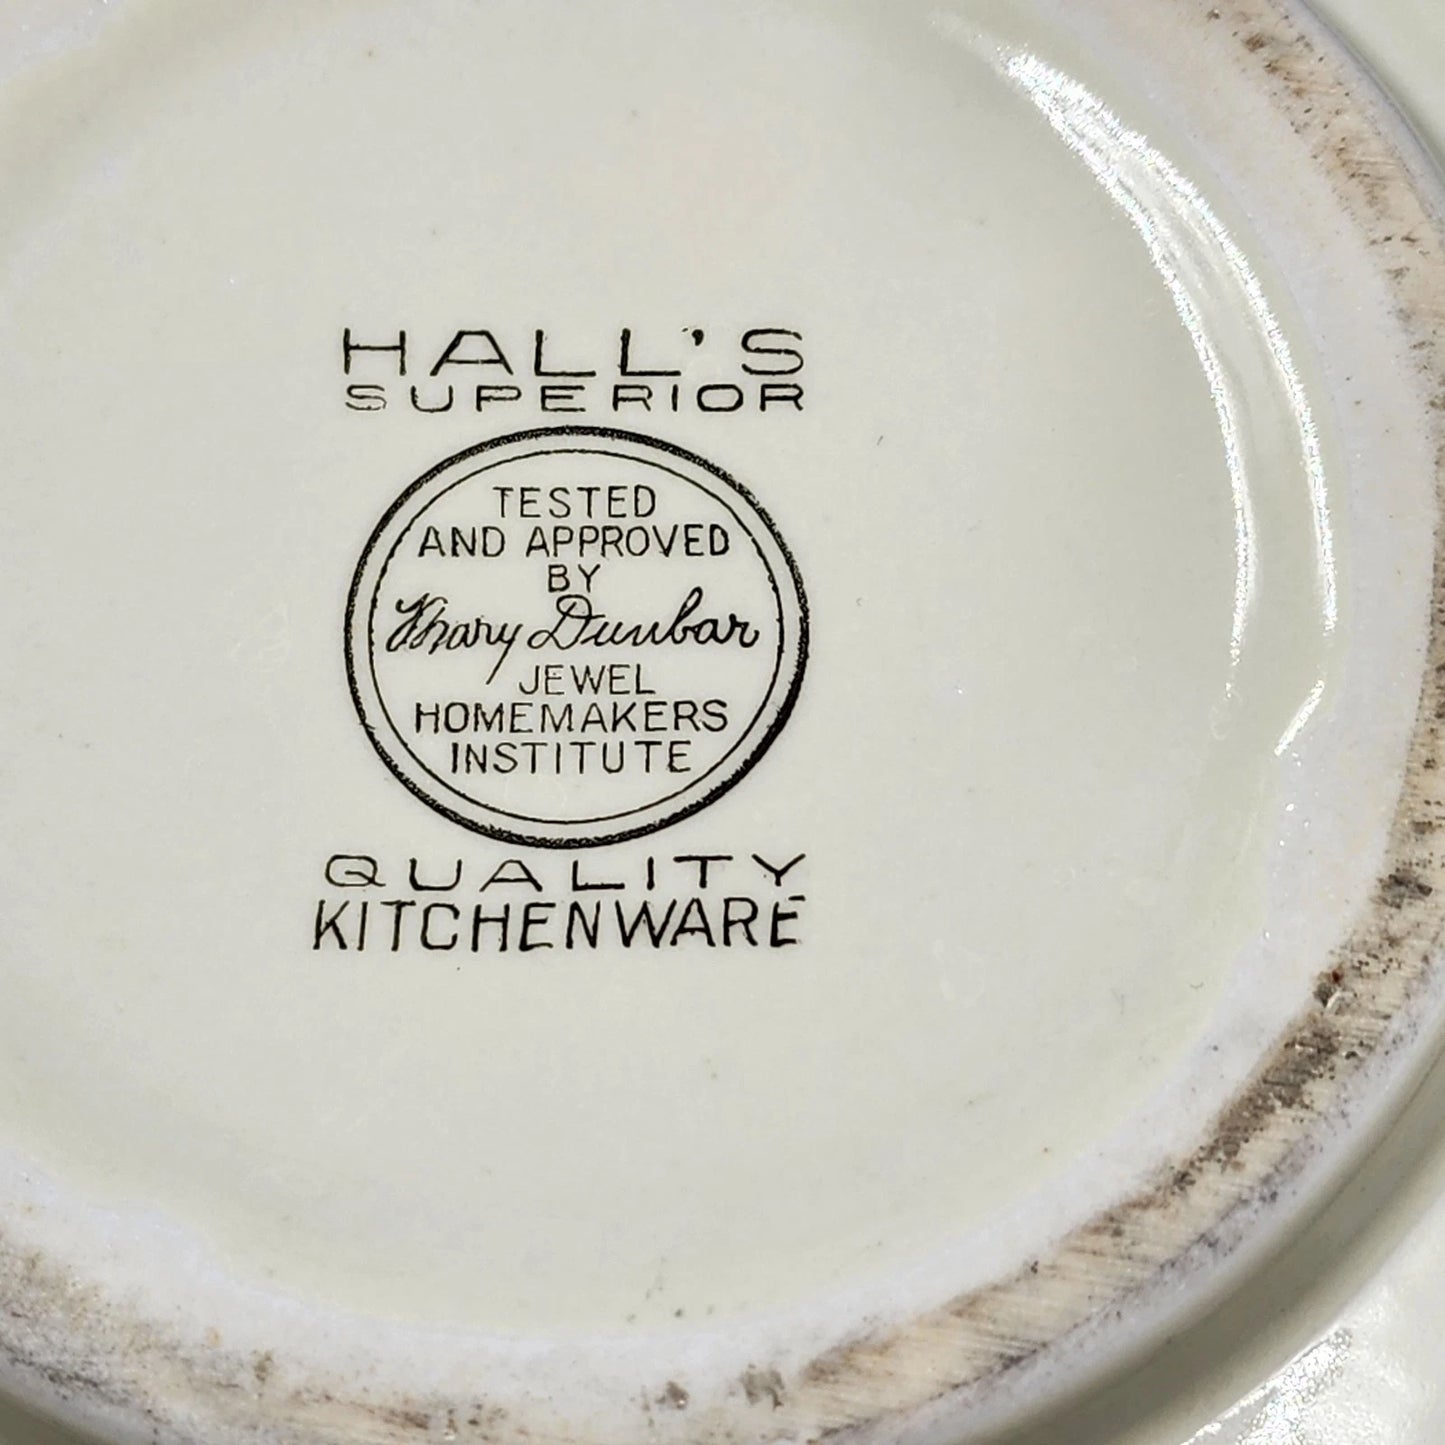 HALL'S
SUPERIOR
TESTED
AND APPROVED
BY
Mary Dunbar
JEWEL
HOMEMAKERS
INSTITUTE
QUALITY
KITCHENWARE